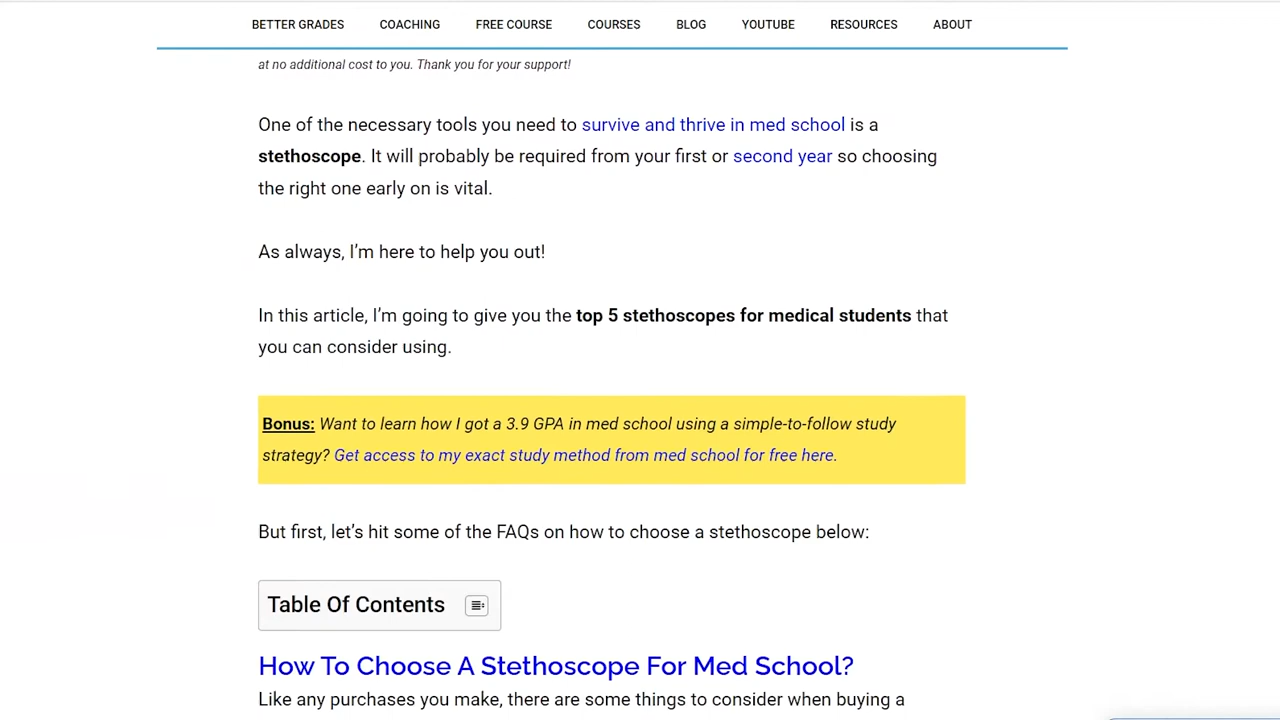 BETTER GRADES COACHING FREE COURSE COURSES BLOG YOUTUBE RESOURCES ABOUT
at no additional cost to you. Thank you for your support!
One of the necessary tools you need to survive and thrive in med school is a
stethoscope. It will probably be required from your first or second year so choosing
the right one early on is vital.
As always, I’m here to help you out!
In this article, I’m going to give you the top 5 stethoscopes for medical students that
you can consider using.
Bonus: Want to learn how I got a 3.9 GPA in med school using a simple-to-follow study
strategy? Get access to my exact study method from med school for free here.
But first, let’s hit some of the FAQs on how to choose a stethoscope below:
Table Of Contents
How To Choose A Stethoscope For Med School?
Like any purchases you make, there are some things to consider when buying a